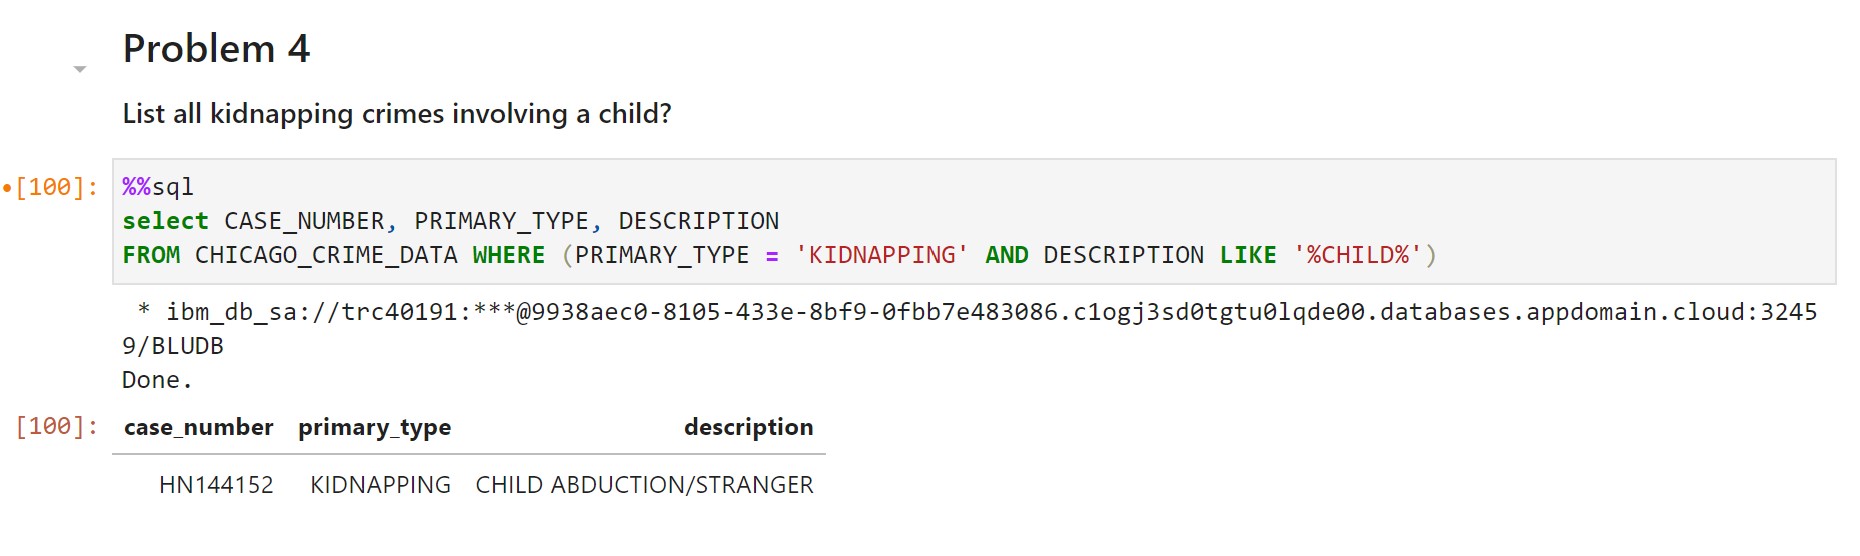 Problem 4
List all kidnapping crimes involving a child?
•[100]: %%sql
select CASE_NUMBER, PRIMARY_TYPE, DESCRIPTION
FROM CHICAGO_CRIME_DATA WHERE (PRIMARY_TYPE = 'KIDNAPPING' AND DESCRIPTION LIKE '%CHILD%')
* ibm_db_sa://trc40191:***@9938aec0-8105-433e-8bf9-0fbb7e483086.c1ogj3sd0tgtu0lqde00.databases.appdomain.cloud:3245
9/BLUDB
Done.
[100]: case_number primary_type description
HN144152 KIDNAPPING CHILD ABDUCTION/STRANGER